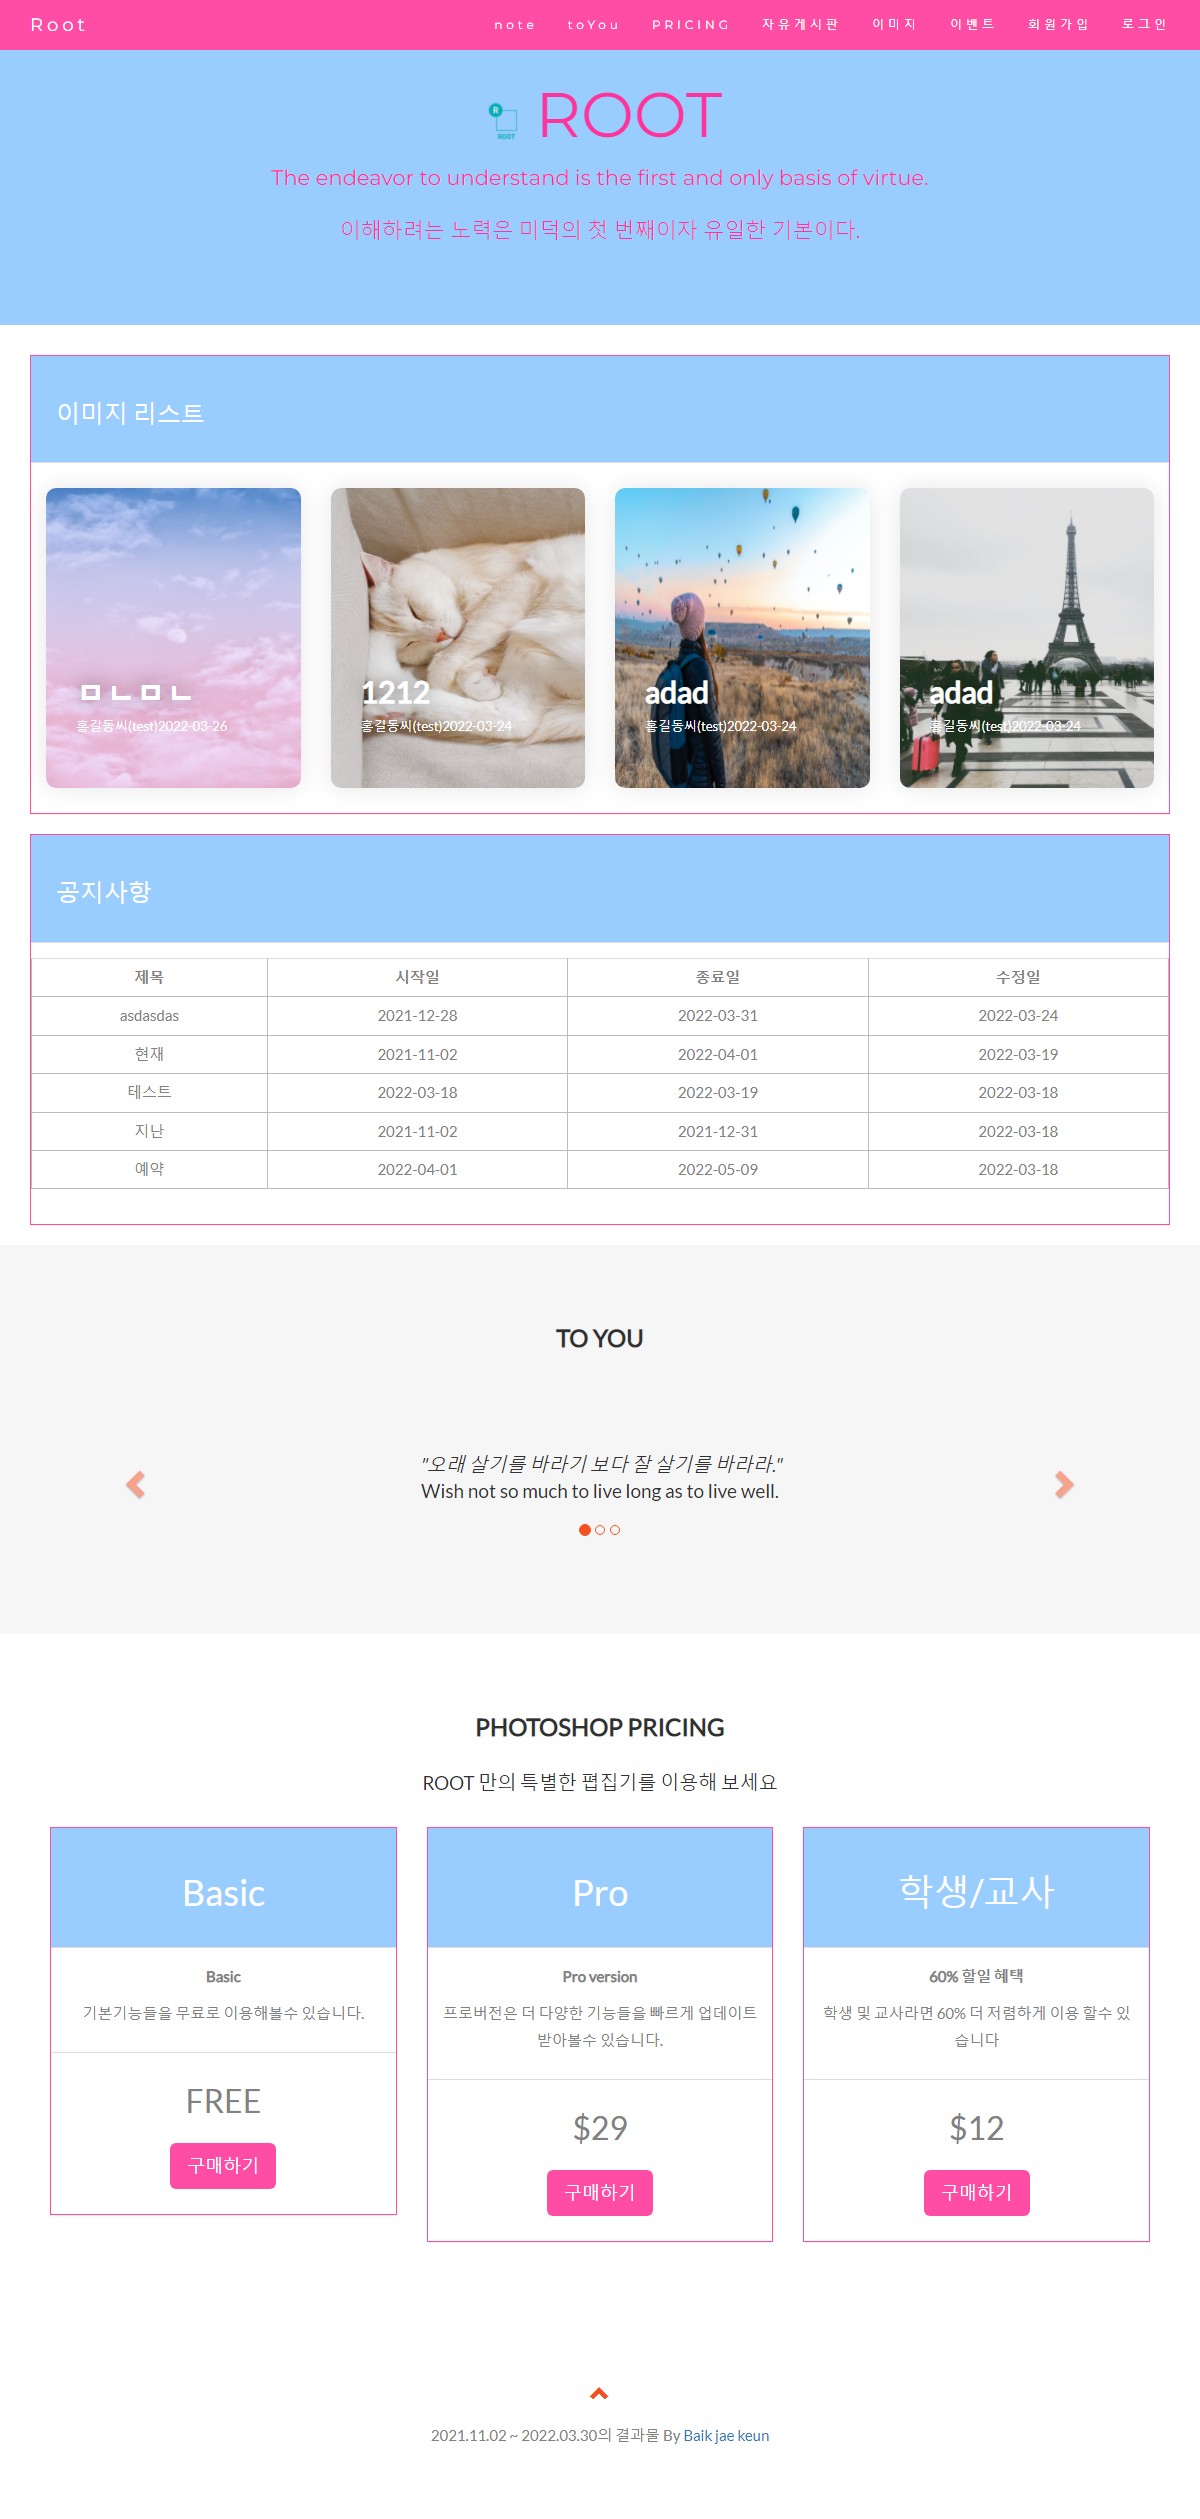 Root
note toYou PRICING 자유게시판 이미지 이벤트 회원가입 로그인
R
ROOT
ROOT
The endeavor to understand is the first and only basis of virtue.
이해하려는 노력은 미덕의 첫 번째이자 유일한 기본이다.
이미지 리스트
ㅁㄴㅁㄴ
홍길동씨(test)2022-03-26
1212
홍길동씨(test)2022-03-24
adad
홍길동씨(test)2022-03-24
adad
홍길동씨(test)2022-03-24
공지사항
제목 시작일 종료일 수정일
asdasdas 2021-12-28 2022-03-31 2022-03-24
현재 2021-11-02 2022-04-01 2022-03-19
테스트 2022-03-18 2022-03-19 2022-03-18
지난 2021-11-02 2021-12-31 2022-03-18
예약 2022-04-01 2022-05-09 2022-03-18
TO YOU
"오래 살기를 바라기 보다 잘 살기를 바라라."
Wish not so much to live long as to live well.
PHOTOSHOP PRICING
ROOT 만의 특별한 폅집기를 이용해 보세요
Basic
Basic
기본기능들을 무료로 이용해볼수 있습니다.
FREE
구매하기
Pro
Pro version
프로버전은 더 다양한 기능들을 빠르게 업데이트
받아볼수 있습니다.
$29
구매하기
학생/교사
60% 할일 혜택
학생 및 교사라면 60% 더 저렴하게 이용 할수 있
습니다
$12
구매하기
2021.11.02 ~ 2022.03.30의 결과물 By Baik jae keun